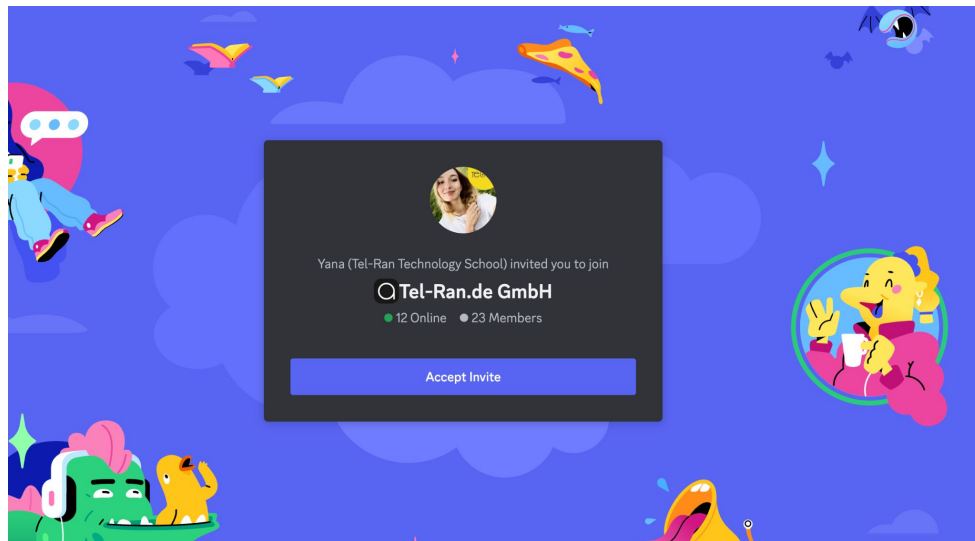 Yana (Tel-Ran Technology School) invited you to join
Tel-Ran.de GmbH
12 Online 23 Members
Accept Invite